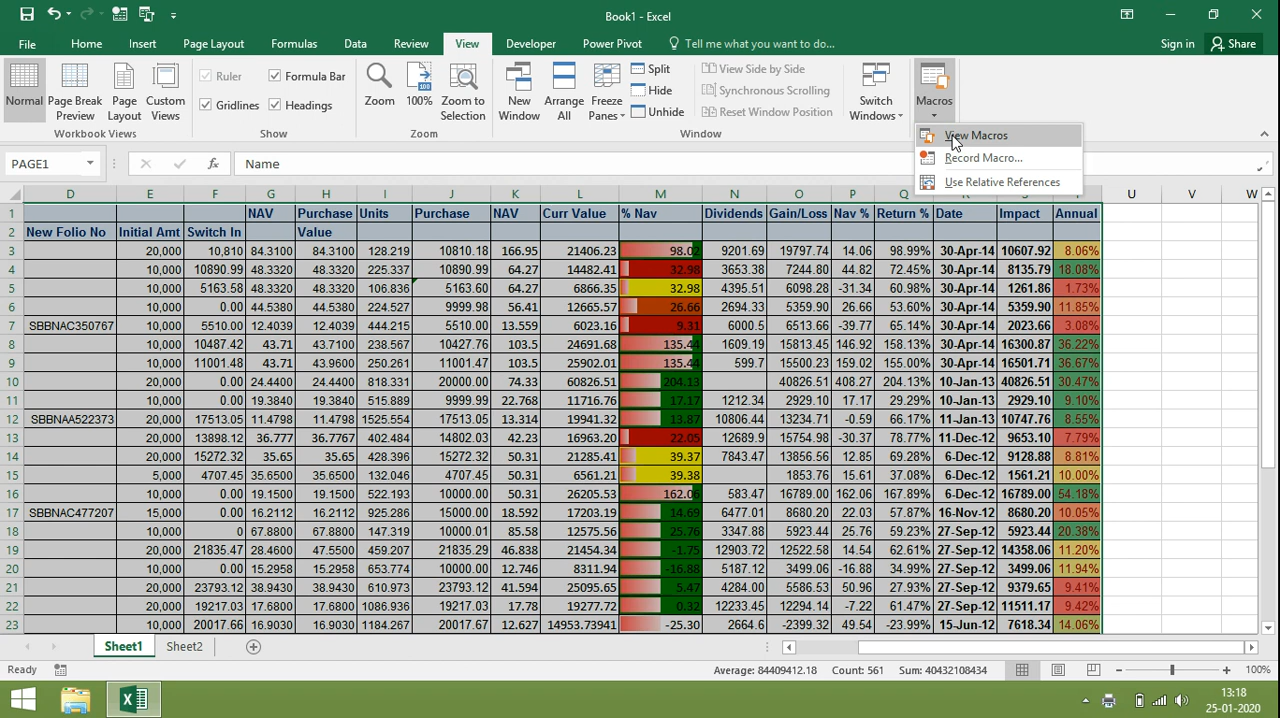 Book1 - Excel
File Home Insert Page Layout Formulas Data Review View Developer Power Pivot Tell me what you want to do... Sign in Share
Normal Page Break Preview Page Layout Custom Views
Workbook Views
Ruler Formula Bar
Gridlines Headings
Show
Zoom 100% Zoom to Selection
Zoom
New Window Arrange All Freeze Panes
Split
Hide
Unhide
View Side by Side
Synchronous Scrolling
Reset Window Position
Window
Switch Windows
Macros
View Macros
Record Macro...
Use Relative References
PAGE1 fx Name
D E F G H I J K L M N O P Q U V W
1 NAV Purchase Units Purchase NAV Curr Value % Nav Dividends Gain/Loss Nav % Return % Date Impact Annual
2 New Folio No Initial Amt Switch In Value
3 20,000 10,810 84.3100 84.3100 128.219 10810.18 166.95 21406.23 98.02 9201.69 19797.74 14.06 98.99% 30-Apr-14 10607.92 8.06%
4 10,000 10890.99 48.3320 48.3320 225.337 10890.99 64.27 14482.41 32.98 3653.38 7244.80 44.82 72.45% 30-Apr-14 8135.79 18.08%
5 10,000 5163.58 48.3320 48.3320 106.836 5163.60 64.27 6866.35 32.98 4395.51 6098.28 -31.34 60.98% 30-Apr-14 1261.86 1.73%
6 10,000 0.00 44.5380 44.5380 224.527 9999.98 56.41 12665.57 26.66 2694.33 5359.90 26.66 53.60% 30-Apr-14 5359.90 11.85%
7 SBBNAC350767 10,000 5510.00 12.4039 12.4039 444.215 5510.00 13.559 6023.16 9.31 6000.5 6513.66 -39.77 65.14% 30-Apr-14 2023.66 3.08%
8 10,000 10487.42 43.71 43.7100 238.567 10427.76 103.5 24691.68 135.44 1609.19 15813.45 146.92 158.13% 30-Apr-14 16300.87 36.22%
9 10,000 11001.48 43.71 43.9600 250.261 11001.47 103.5 25902.01 135.44 599.7 15500.23 159.02 155.00% 30-Apr-14 16501.71 36.67%
10 20,000 0.00 24.4400 24.4400 818.331 20000.00 74.33 60826.51 204.13 40826.51 408.27 204.13% 10-Jan-13 40826.51 30.47%
11 10,000 0.00 19.3840 19.3840 515.889 9999.99 22.768 11716.76 17.17 1212.34 2929.10 17.17 29.29% 10-Jan-13 2929.10 9.10%
12 SBBNAA522373 20,000 17513.05 11.4798 11.4798 1525.554 17513.05 13.314 19941.32 13.87 10806.44 13234.71 -0.59 66.17% 11-Jan-13 10747.76 8.55%
13 20,000 13898.12 36.777 36.7767 402.484 14802.03 42.23 16963.20 22.05 12689.9 15754.98 -30.37 78.77% 11-Dec-12 9653.10 7.79%
14 20,000 15272.32 35.65 35.65 428.396 15272.32 50.31 21285.41 39.37 7843.47 13856.56 12.85 69.28% 6-Dec-12 9128.88 8.81%
15 5,000 4707.45 35.6500 35.6500 132.046 4707.45 50.31 6561.21 39.38 1853.76 15.61 37.08% 6-Dec-12 1561.21 10.00%
16 10,000 0.00 19.1500 19.1500 522.193 10000.00 50.31 26205.53 162.06 583.47 16789.00 162.06 167.89% 6-Dec-12 16789.00 54.18%
17 SBBNAC477207 15,000 0.00 16.2112 16.2112 925.286 15000.01 18.592 17203.19 14.69 6477.01 8680.20 22.03 57.87% 16-Nov-12 8680.20 10.05%
18 10,000 0 67.8800 67.8800 147.319 10000.01 85.58 12575.56 25.76 3347.88 5923.44 25.76 59.23% 27-Sep-12 5923.44 20.38%
19 20,000 21835.47 28.4600 47.5500 459.207 21835.29 46.838 21454.34 -1.75 12903.72 12522.58 14.54 62.61% 27-Sep-12 14358.06 11.20%
20 10,000 0.00 15.2958 15.2958 653.774 10000.00 12.746 8311.94 -16.88 5187.12 3499.06 -16.88 34.99% 27-Sep-12 3499.06 11.94%
21 20,000 23793.12 38.9430 38.9430 610.973 23793.12 41.594 25095.65 5.47 4284.00 5586.53 50.96 27.93% 27-Sep-12 9379.65 9.41%
22 20,000 19217.03 17.6800 17.6800 1086.936 19217.03 17.78 19277.72 0.32 12233.45 12294.14 -7.22 61.47% 27-Sep-12 11511.17 9.42%
23 10,000 20017.66 16.9030 16.9030 1184.267 20017.67 12.627 14953.73941 -25.30 2664.6 -2399.32 49.54 -23.99% 15-Jun-12 7618.34 14.06%
Sheet1 Sheet2
Ready Average: 84409412.18 Count: 561 Sum: 40432108434 100%
13:18
25-01-2020